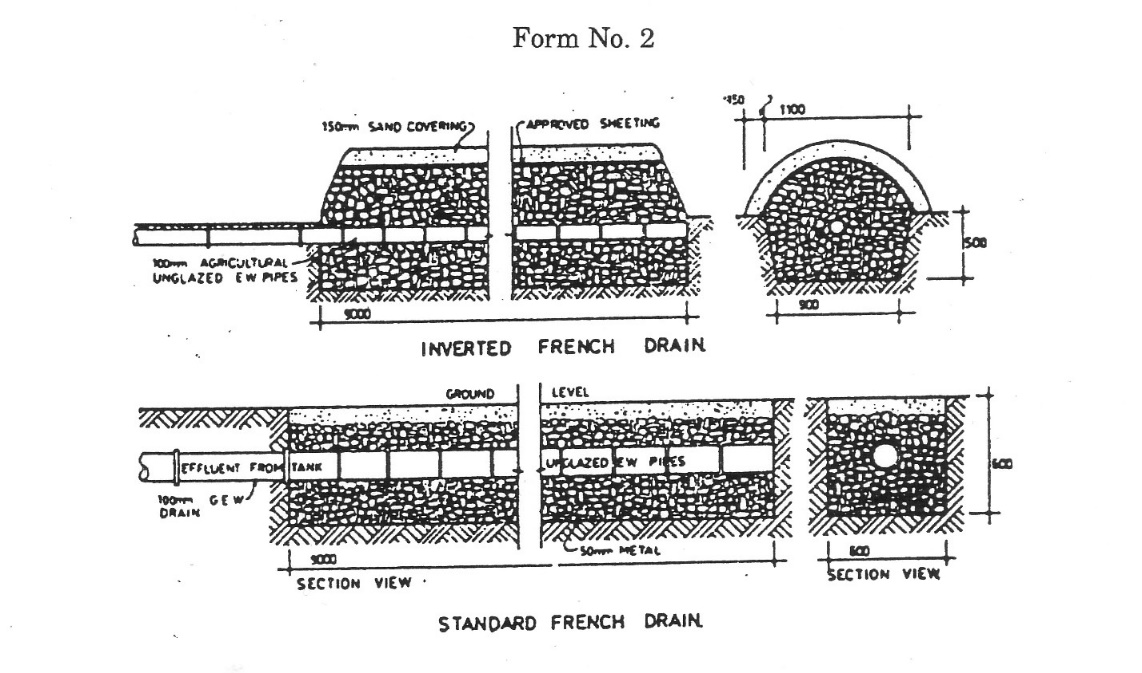 Form No. 2
150mm SAND COVERING
APPROVED SHEETING
150
1100
100mm AGRICULTURAL
UNGLAZED EW PIPES
500
9000
900
INVERTED FRENCH DRAIN
GROUND LEVEL
EFFLUENT FROM TANK
UNGLAZED EW PIPES
100mm GEW
DRAIN
50mm METAL
9000
SECTION VIEW
600
SECTION VIEW
STANDARD FRENCH DRAIN